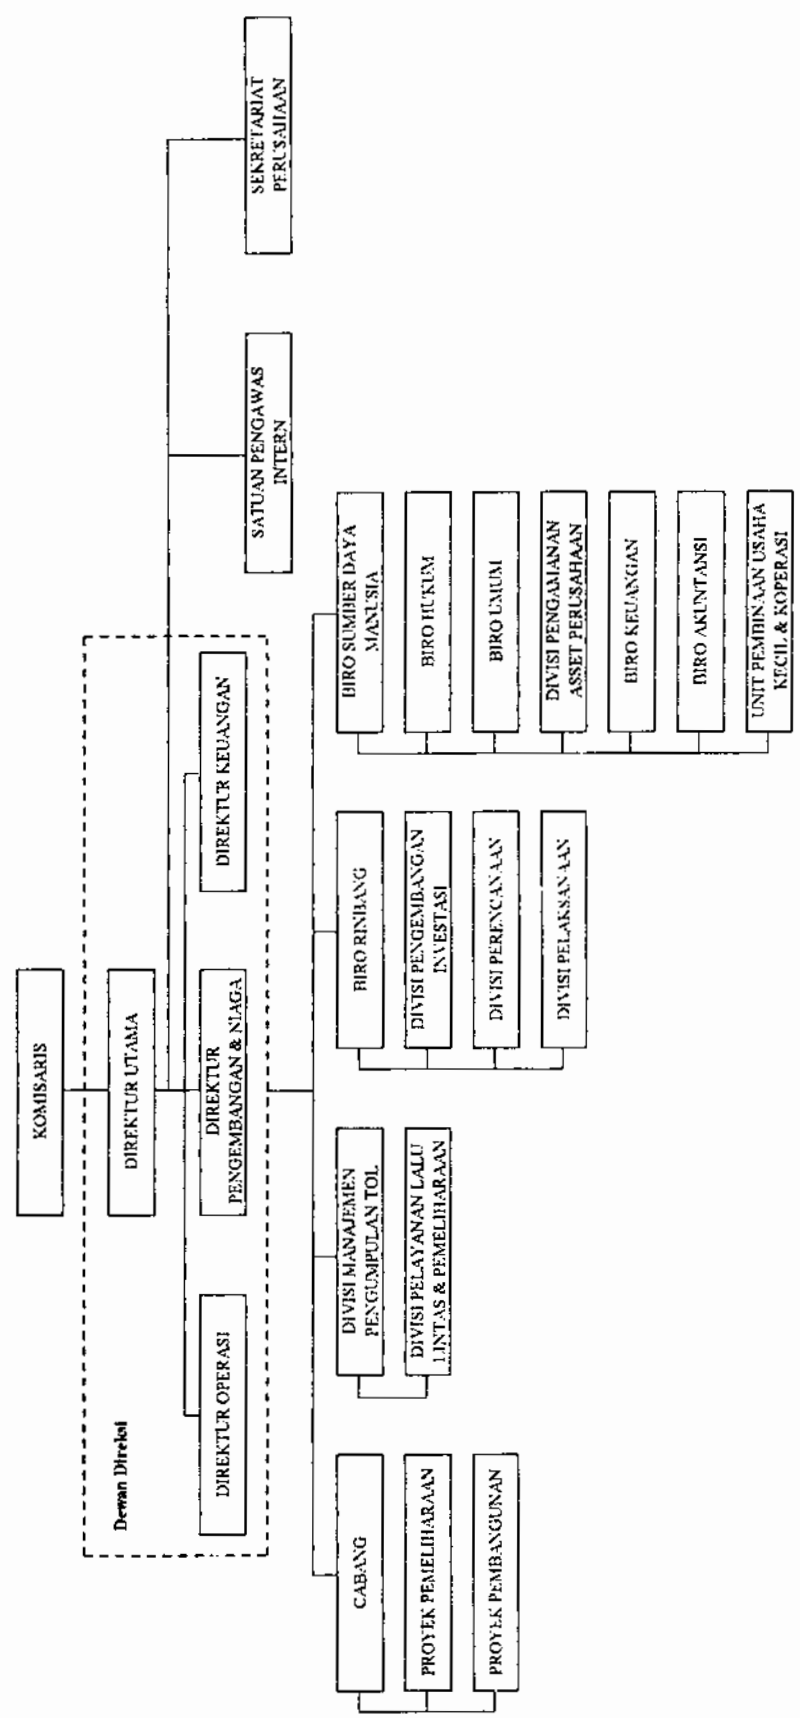 KOMISARIS
Dewan Direksi
DIREKTUR UTAMA
DIREKTUR OPERASI
DIREKTUR
PENGEMBANGAN & NIAGA
DIREKTUR KEUANGAN
SATUAN PENGAWAS
INTERN
SEKRETARIAT
PERUSAHAAN
CABANG
PROYEK PEMELIHARAAN
PROYEK PEMBANGUNAN
DIVISI MANAJEMEN
PENGUMPULAN TOL
DIVISI PELAYANAN LALU
LINTAS & PEMELIHARAAN
BIRO RINBANG
DIVISI PENGEMBANGAN
INVESTASI
DIVISI PERENCANAAN
DIVISI PELAKSANAAN
BIRO SUMBER DAYA
MANUSIA
BIRO HUKUM
BIRO UMUM
DIVISI PENGAMANAN
ASSET PERUSAHAAN
BIRO KEUANGAN
BIRO AKUNTANSI
UNIT PEMBINAAN USAHA
KECIL & KOPERASI